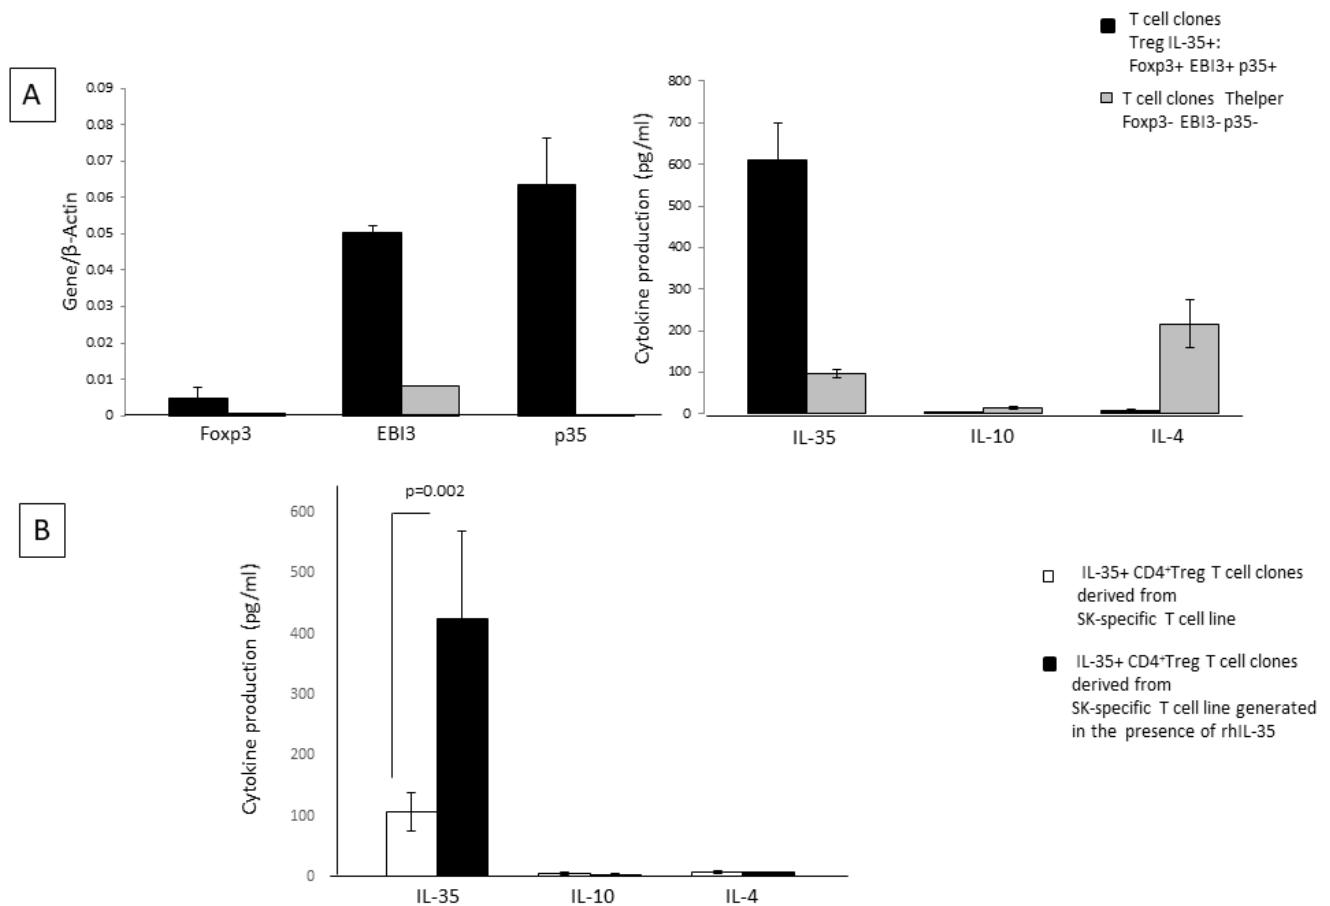 T cell clones
Treg IL-35+:
Foxp3+ EBI3+ p35+
T cell clones Thelper
Foxp3- EBI3- p35-
A
0.09
0.08
0.07
0.06
0.05
0.04
0.03
0.02
0.01
0
Gene/β-Actin
Foxp3 EBI3 p35
800
700
600
500
400
300
200
100
0
Cytokine production (pg/ml)
IL-35 IL-10 IL-4
B
p=0.002
600
500
400
300
200
100
0
Cytokine production (pg/ml)
IL-35 IL-10 IL-4
IL-35+ CD4⁺Treg T cell clones
derived from
SK-specific T cell line
IL-35+ CD4⁺Treg T cell clones
derived from
SK-specific T cell line generated
in the presence of rhIL-35